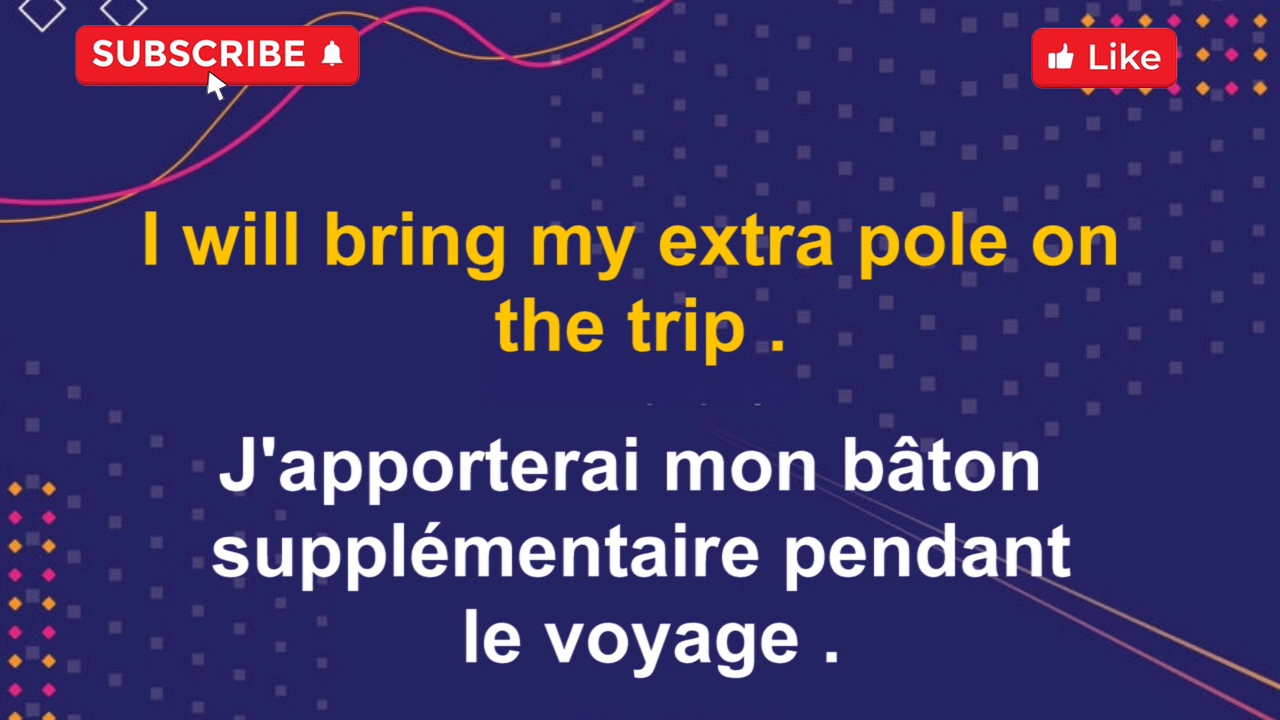 SUBSCRIBE
Like
I will bring my extra pole on
the trip .
J'apporterai mon bâton
supplémentaire pendant
le voyage .